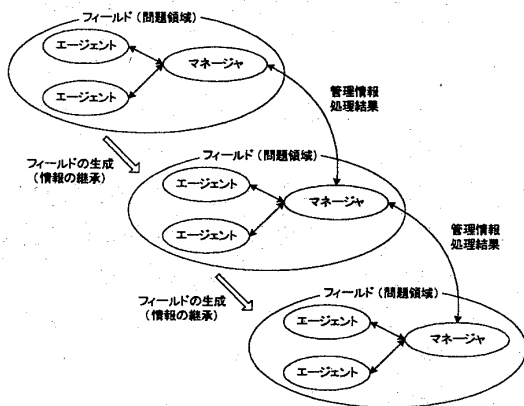 フィールド(問題領域)
エージェント
マネージャ
エージェント
管理情報
処理結果
フィールドの生成
(情報の継承)
フィールド(問題領域)
エージェント
マネージャ
エージェント
管理情報
処理結果
フィールドの生成
(情報の継承)
フィールド(問題領域)
エージェント
マネージャ
エージェント